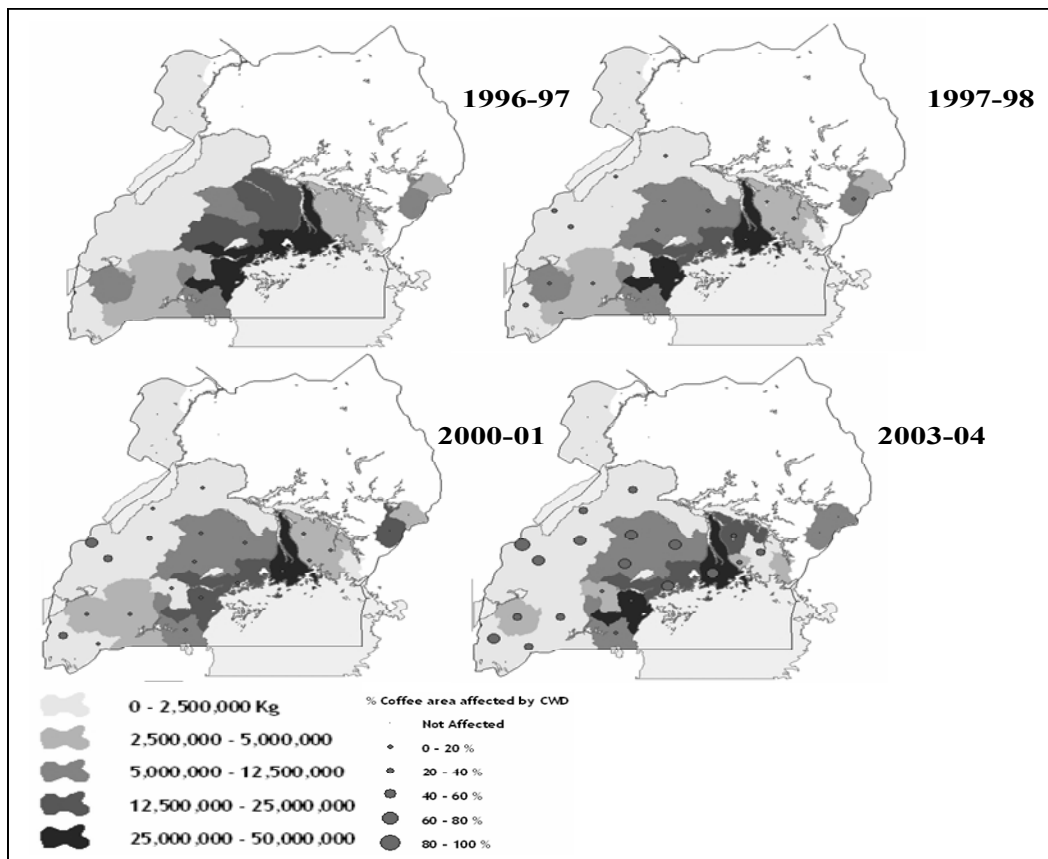 1996-97
1997-98
2000-01
2003-04
0 - 2,500,000 Kg
2,500,000 - 5,000,000
5,000,000 - 12,500,000
12,500,000 - 25,000,000
25,000,000 - 50,000,000
% Coffee area affected by CWD
Not Affected
0 - 20 %
20 - 40 %
40 - 60 %
60 - 80 %
80 - 100 %